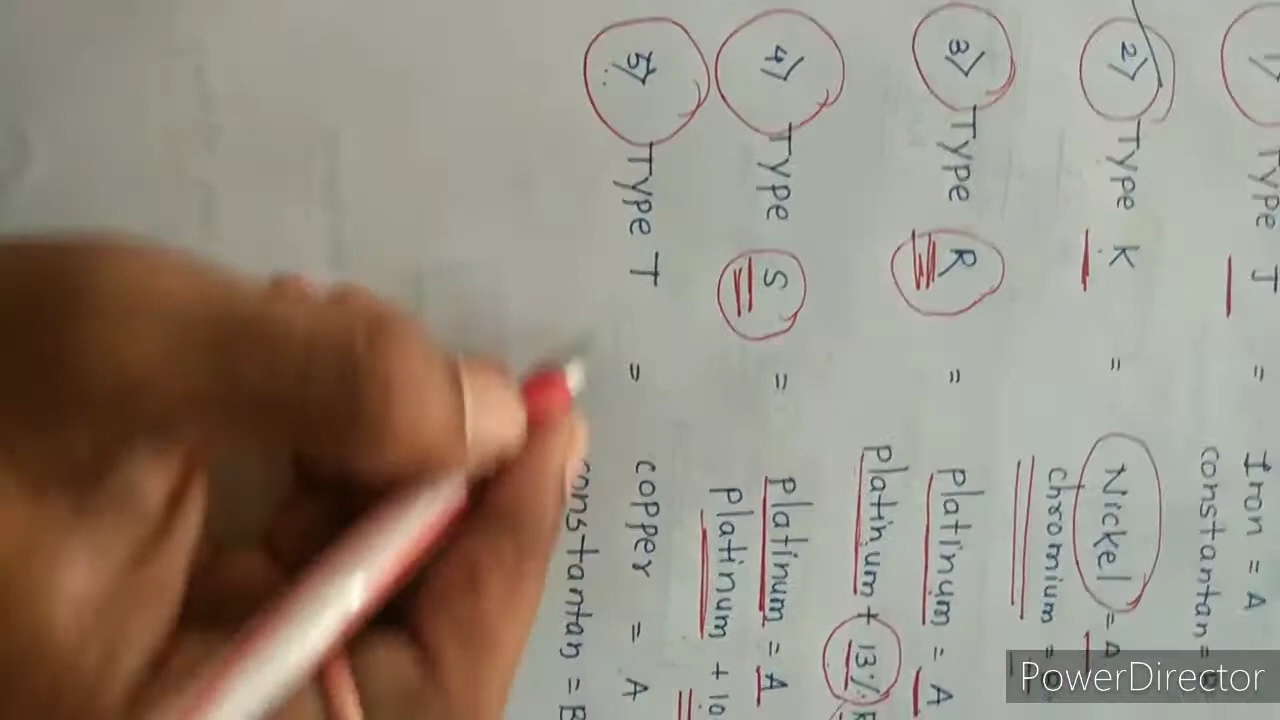 1) Type J = Iron = A
constantan =
2) Type K = Nickel = A
chromium =
3) Type R = platinum = A
platinum + 13%
4) Type S = platinum = A
platinum + 10
5) Type T = copper = A
constantan = B
PowerDirector